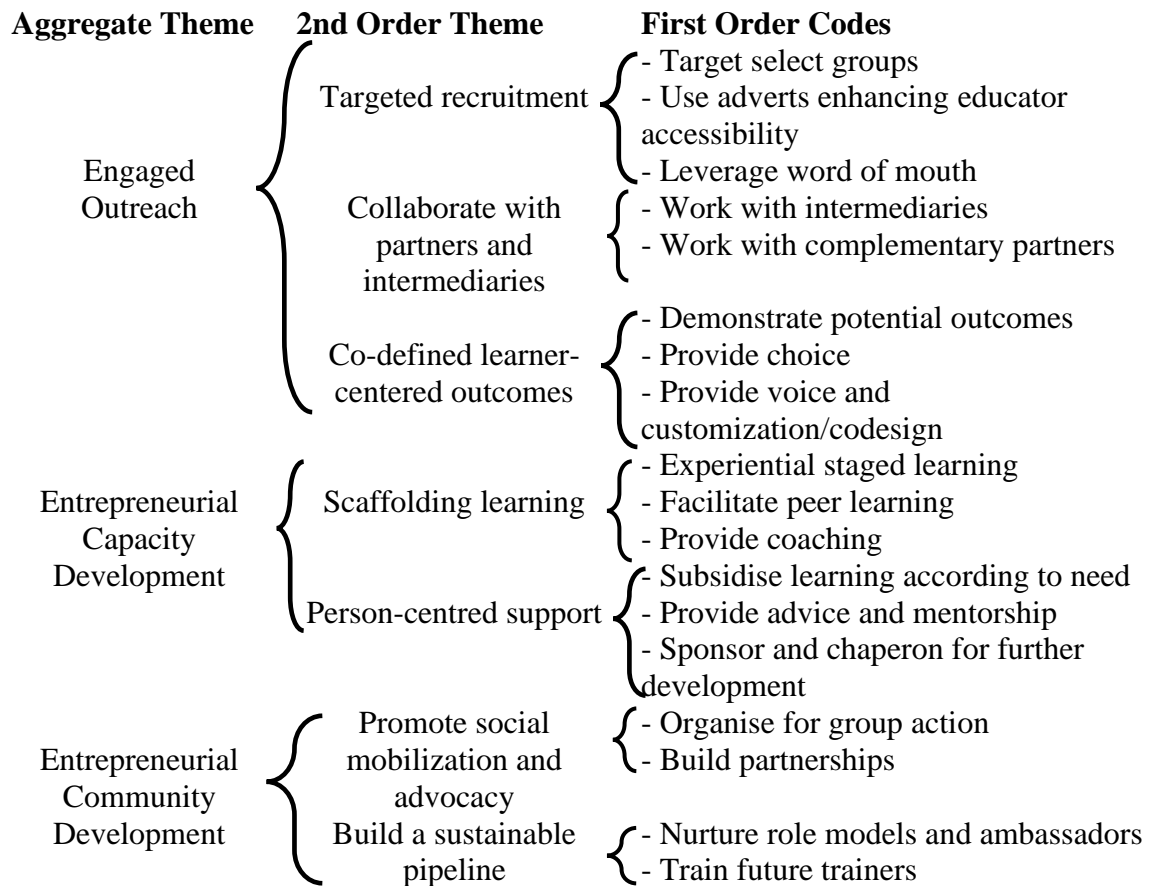 Aggregate Theme 2nd Order Theme First Order Codes
- Target select groups
Targeted recruitment - Use adverts enhancing educator
accessibility
Engaged - Leverage word of mouth
Outreach Collaborate with - Work with intermediaries
partners and - Work with complementary partners
intermediaries
- Demonstrate potential outcomes
Co-defined learner- - Provide choice
centered outcomes - Provide voice and
customization/codesign
- Experiential staged learning
Entrepreneurial Scaffolding learning - Facilitate peer learning
Capacity - Provide coaching
Development - Subsidise learning according to need
Person-centred support - Provide advice and mentorship
- Sponsor and chaperon for further
development
Promote social - Organise for group action
Entrepreneurial mobilization and - Build partnerships
Community advocacy
Development Build a sustainable - Nurture role models and ambassadors
pipeline - Train future trainers